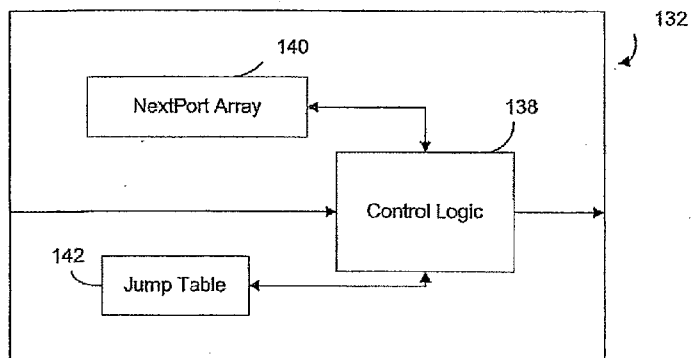 132
140
NextPort Array
138
Control Logic
142
Jump Table